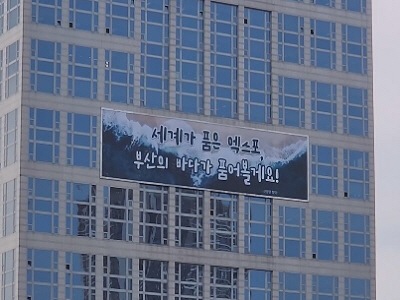 세계가 품은 엑스포,
부산의 바다가 품어볼게요!